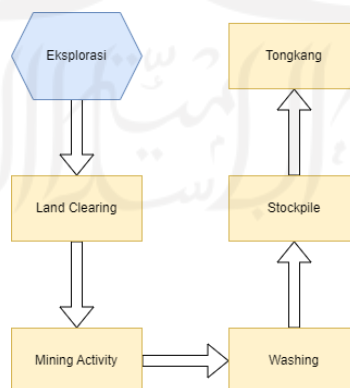 Eksplorasi
Land Clearing
Mining Activity
Washing
Stockpile
Tongkang